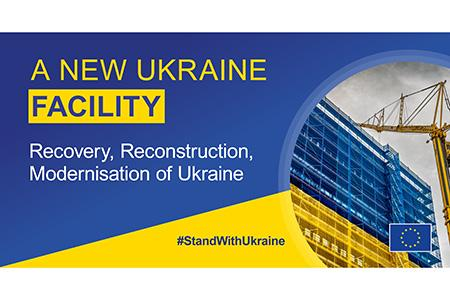 A NEW UKRAINE
FACILITY
Recovery, Reconstruction,
Modernisation of Ukraine
#StandWithUkraine